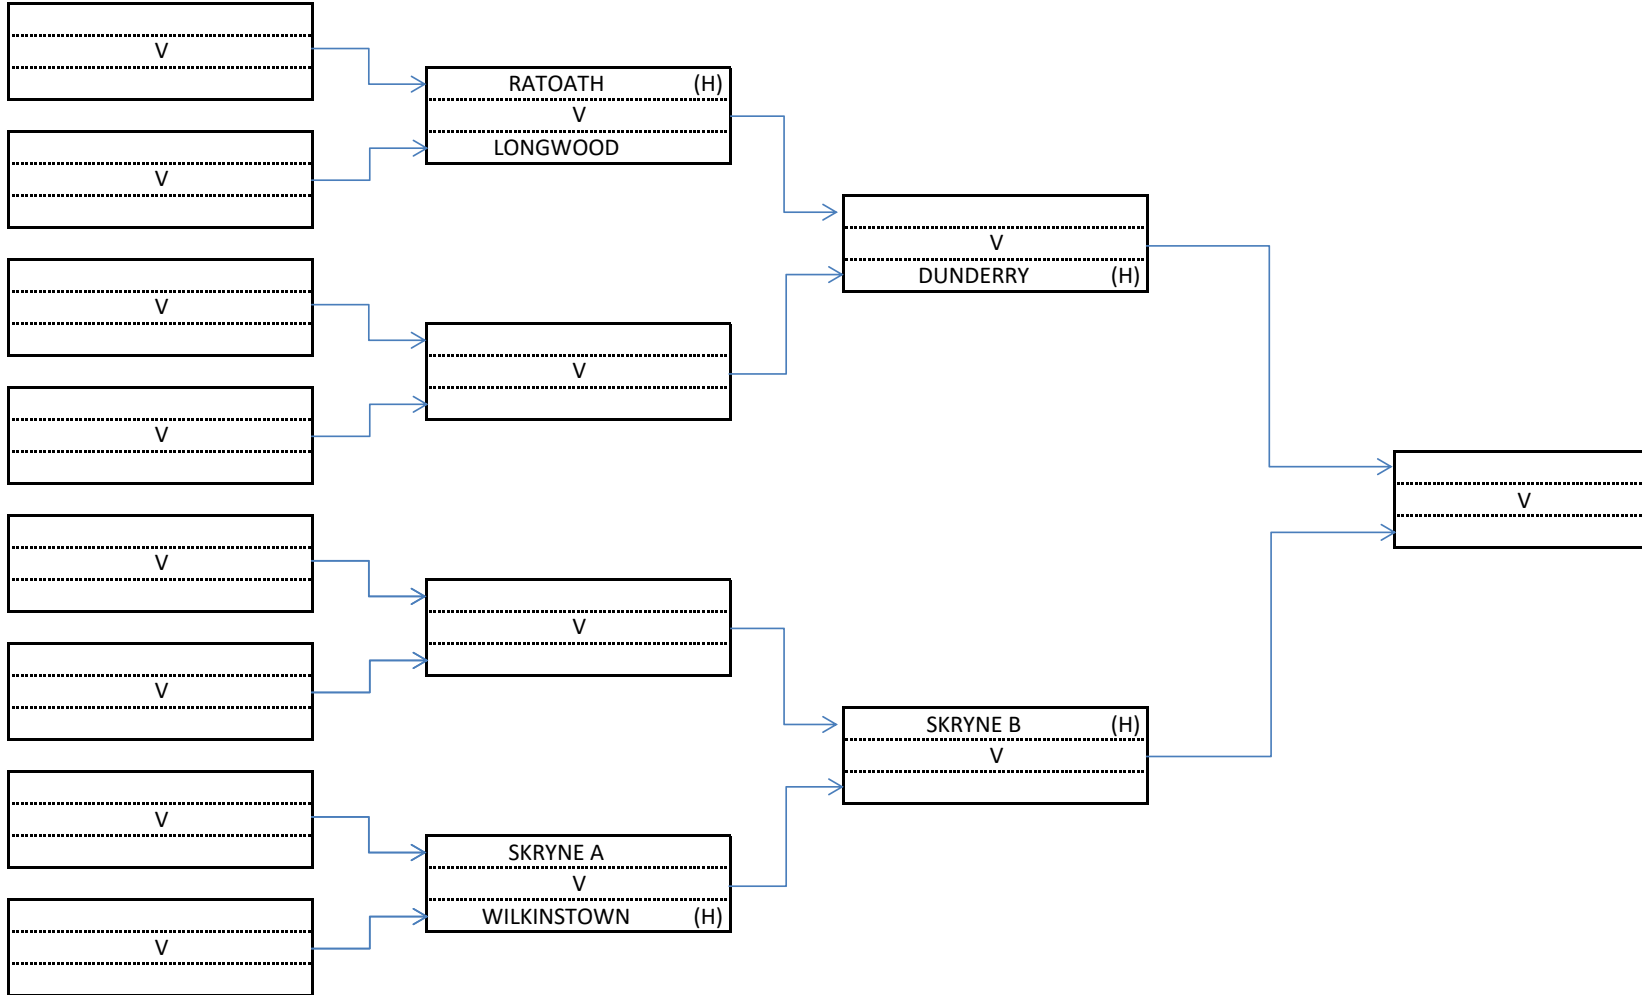 V
V
V
V
V
V
V
V
RATOATH (H)
V
LONGWOOD
V
V
SKRYNE A
V
WILKINSTOWN (H)
V
DUNDERRY (H)
SKRYNE B (H)
V
V